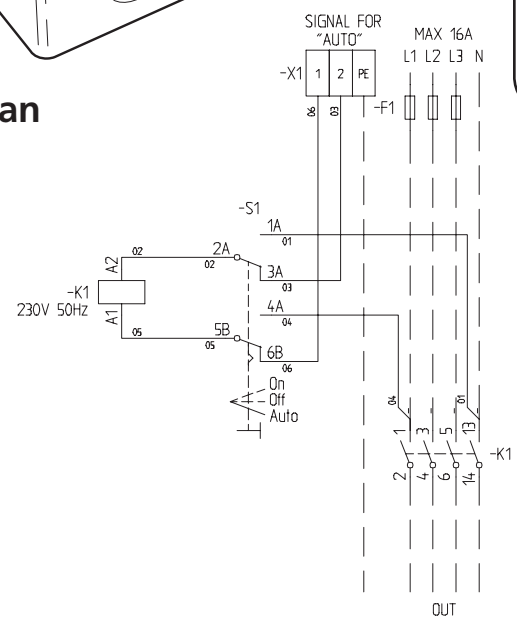 an
SIGNAL FOR
"AUTO"
MAX 16A
L1 L2 L3 N
-X1 1 2 PE
-F1
06 03
-S1
1A
01
A2 02 2A
02
3A
03
-K1
230V 50Hz
4A
04
A1 05 5B
05
6B
06
On
Off
Auto
04 01
1 3 5 13
-K1
2 4 6 14
OUT